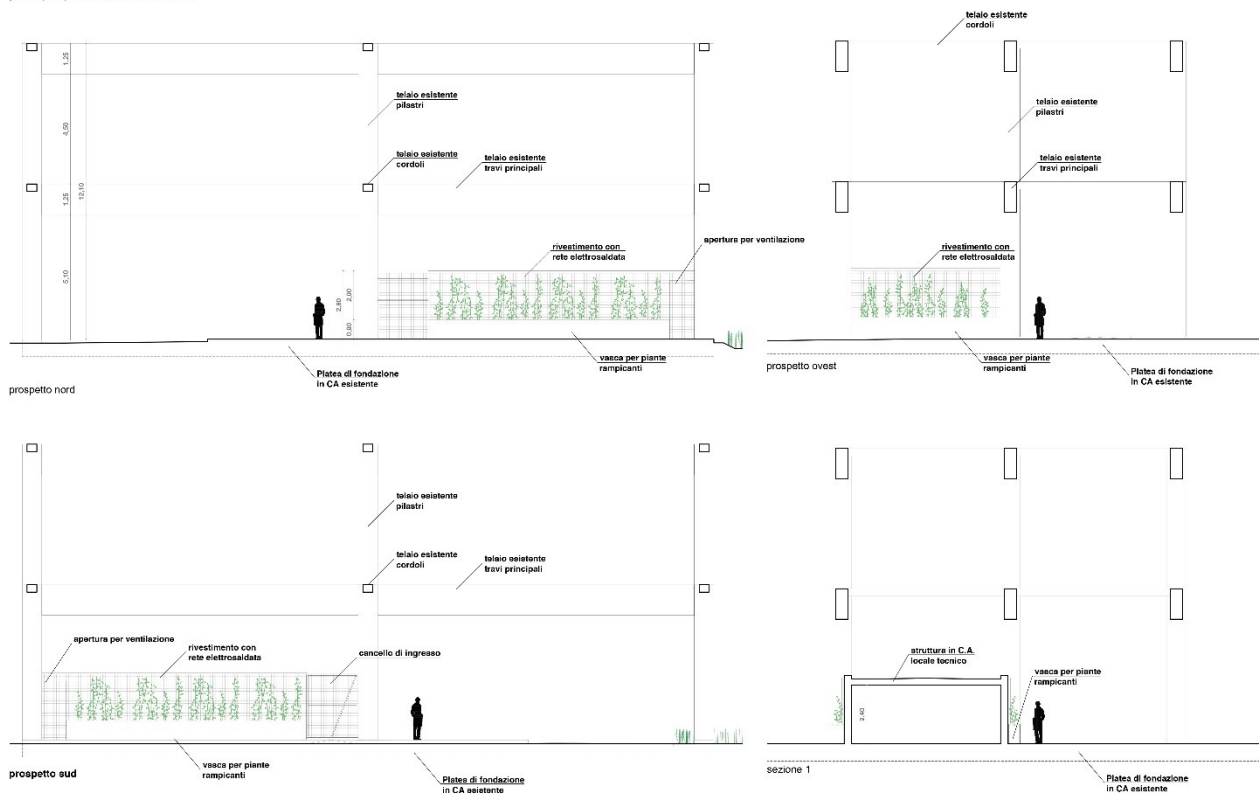 telaio esistente
cordoli
1,25
4,50
1,25
12,10
5,10
telaio esistente
pilastri
telaio esistente
cordoli
telaio esistente
travi principali
rivestimento con
rete elettrosaldata
apertura per ventilazione
2,80
2,00
0,80
vasca per piante
rampicanti
Platea di fondazione
in CA esistente
prospetto nord
telaio esistente
pilastri
telaio esistente
travi principali
rivestimento con
rete elettrosaldata
vasca per piante
rampicanti
Platea di fondazione
in CA esistente
prospetto ovest
telaio esistente
pilastri
telaio esistente
cordoli
telaio esistente
travi principali
apertura per ventilazione
rivestimento con
rete elettrosaldata
cancello di ingresso
vasca per piante
rampicanti
Platea di fondazione
in CA esistente
prospetto sud
struttura in C.A.
locale tecnico
vasca per piante
rampicanti
2,40
Platea di fondazione
in CA esistente
sezione 1